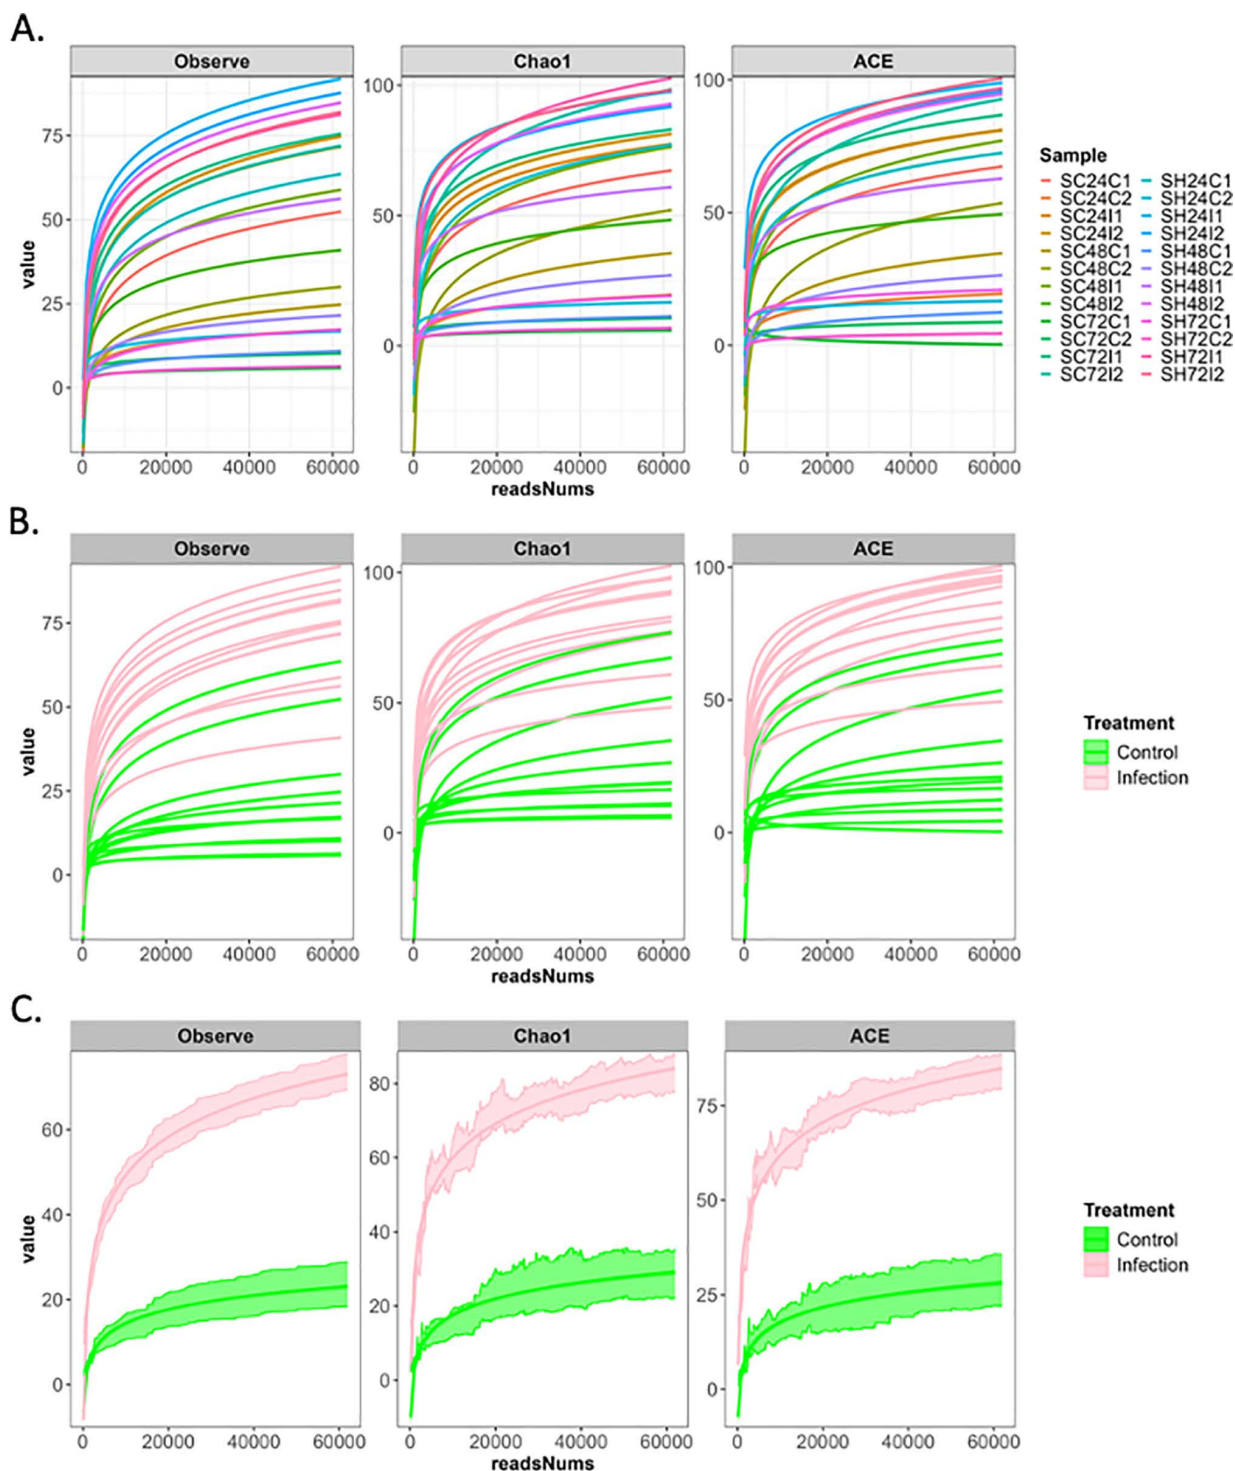 A.
Observe Chao1 ACE
100 100
75
50 50 50
25
0 0 0
value
0 20000 40000 60000 0 20000 40000 60000 0 20000 40000 60000
readsNums
Sample
SC24C1 SH24C1
SC24C2 SH24C2
SC24I1 SH24I1
SC24I2 SH24I2
SC48C1 SH48C1
SC48C2 SH48C2
SC48I1 SH48I1
SC48I2 SH48I2
SC72C1 SH72C1
SC72C2 SH72C2
SC72I1 SH72I1
SC72I2 SH72I2
B.
Observe Chao1 ACE
100 100
75
50 50 50
25
0 0 0
value
0 20000 40000 60000 0 20000 40000 60000 0 20000 40000 60000
readsNums
Treatment
Control
Infection
C.
Observe Chao1 ACE
80
75
60 60
50
40 40
25
20 20
0 0 0
value
0 20000 40000 60000 0 20000 40000 60000 0 20000 40000 60000
readsNums
Treatment
Control
Infection